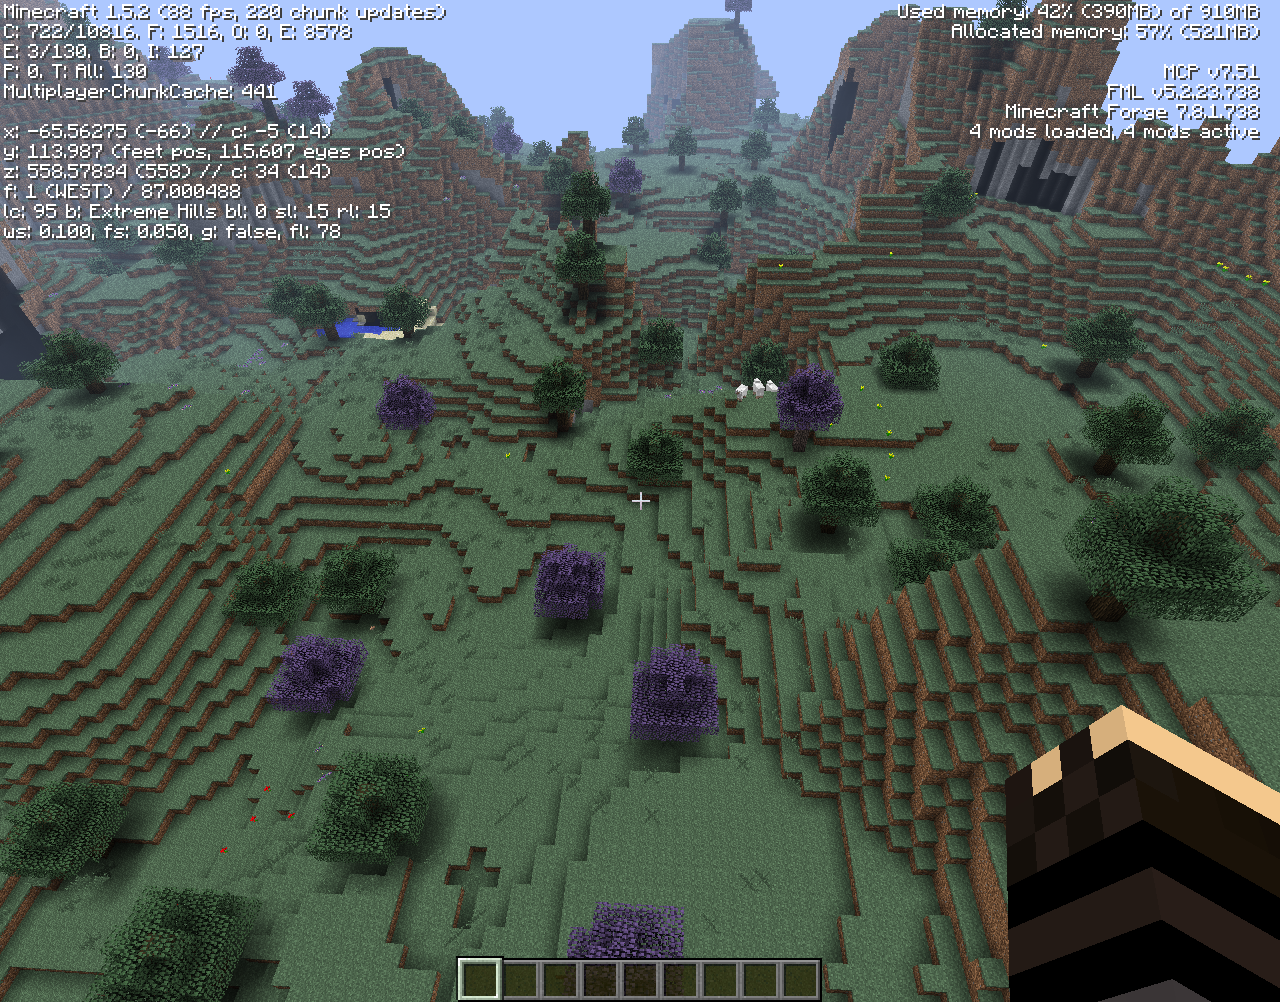 Minecraft 1.5.2 (88 fps, 220 chunk updates)
C: 722/10816. F: 1516, O: 0, E: 8578
E: 3/130. B: 0, I: 127
P: 0, T: All: 130
MultiplayerChunkCache: 441
x: -65.56275 (-66) // c: -5 (14)
y: 113.987 (feet pos, 115.607 eyes pos)
z: 558.57834 (558) // c: 34 (14)
f: 1 (WEST) / 87.000488
lc: 95 b: Extreme Hills bl: 0 sl: 15 rl: 15
ws: 0.100, fs: 0.050, g: false, fl: 78
Used memory: 42% (390MB) of 910MB
Allocated memory: 57% (521MB)
MCP v7.51
FML v5.2.23.738
Minecraft Forge 7.8.1.738
4 mods loaded, 4 mods active